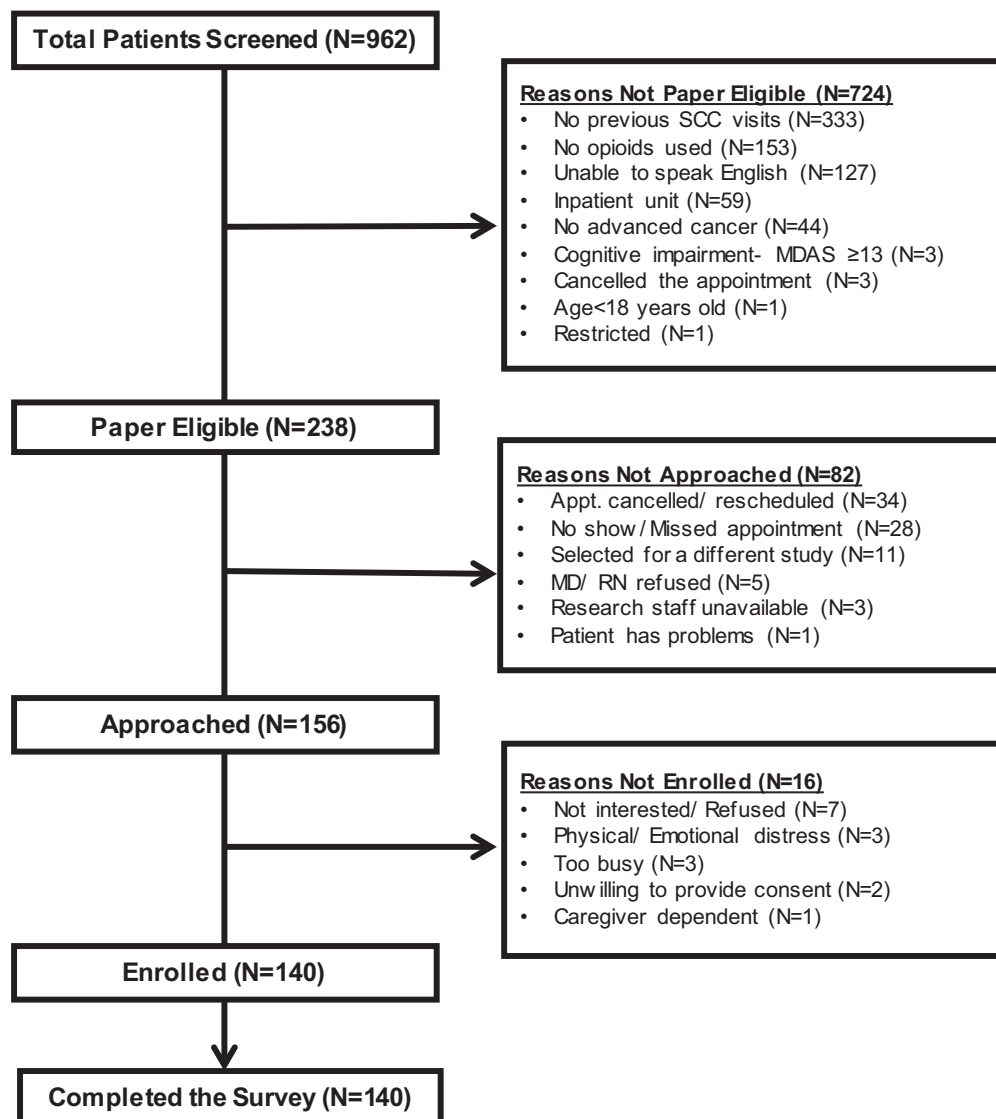 Total Patients Screened (N=962)
Reasons Not Paper Eligible (N=724)
• No previous SCC visits (N=333)
• No opioids used (N=153)
• Unable to speak English (N=127)
• Inpatient unit (N=59)
• No advanced cancer (N=44)
• Cognitive impairment- MDAS ≥13 (N=3)
• Cancelled the appointment (N=3)
• Age<18 years old (N=1)
• Restricted (N=1)
Paper Eligible (N=238)
Reasons Not Approached (N=82)
• Appt. cancelled/ rescheduled (N=34)
• No show/ Missed appointment (N=28)
• Selected for a different study (N=11)
• MD/ RN refused (N=5)
• Research staff unavailable (N=3)
• Patient has problems (N=1)
Approached (N=156)
Reasons Not Enrolled (N=16)
• Not interested/ Refused (N=7)
• Physical/ Emotional distress (N=3)
• Too busy (N=3)
• Unwilling to provide consent (N=2)
• Caregiver dependent (N=1)
Enrolled (N=140)
Completed the Survey (N=140)